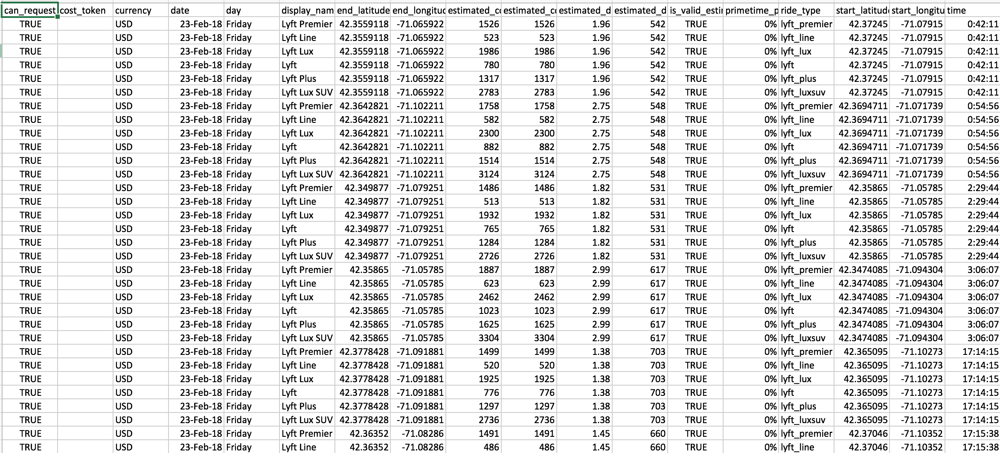 can_request cost_token currency date day display_nam end_latitude end_longitud estimated_co estimated_co estimated_d estimated_d is_valid_estir primetime_p ride_type start_latitude start_longitu time
TRUE USD 23-Feb-18 Friday Lyft Premier 42.3559118 -71.065922 1526 1526 1.96 542 TRUE 0% lyft_premier 42.37245 -71.07915 0:42:11
TRUE USD 23-Feb-18 Friday Lyft Line 42.3559118 -71.065922 523 523 1.96 542 TRUE 0% lyft_line 42.37245 -71.07915 0:42:11
TRUE USD 23-Feb-18 Friday Lyft Lux 42.3559118 -71.065922 1986 1986 1.96 542 TRUE 0% lyft_lux 42.37245 -71.07915 0:42:11
TRUE USD 23-Feb-18 Friday Lyft 42.3559118 -71.065922 780 780 1.96 542 TRUE 0% lyft 42.37245 -71.07915 0:42:11
TRUE USD 23-Feb-18 Friday Lyft Plus 42.3559118 -71.065922 1317 1317 1.96 542 TRUE 0% lyft_plus 42.37245 -71.07915 0:42:11
TRUE USD 23-Feb-18 Friday Lyft Lux SUV 42.3559118 -71.065922 2783 2783 1.96 542 TRUE 0% lyft_luxsuv 42.37245 -71.07915 0:42:11
TRUE USD 23-Feb-18 Friday Lyft Premier 42.3642821 -71.102211 1758 1758 2.75 548 TRUE 0% lyft_premier 42.3694711 -71.071739 0:54:56
TRUE USD 23-Feb-18 Friday Lyft Line 42.3642821 -71.102211 582 582 2.75 548 TRUE 0% lyft_line 42.3694711 -71.071739 0:54:56
TRUE USD 23-Feb-18 Friday Lyft Lux 42.3642821 -71.102211 2300 2300 2.75 548 TRUE 0% lyft_lux 42.3694711 -71.071739 0:54:56
TRUE USD 23-Feb-18 Friday Lyft 42.3642821 -71.102211 882 882 2.75 548 TRUE 0% lyft 42.3694711 -71.071739 0:54:56
TRUE USD 23-Feb-18 Friday Lyft Plus 42.3642821 -71.102211 1514 1514 2.75 548 TRUE 0% lyft_plus 42.3694711 -71.071739 0:54:56
TRUE USD 23-Feb-18 Friday Lyft Lux SUV 42.3642821 -71.102211 3124 3124 2.75 548 TRUE 0% lyft_luxsuv 42.3694711 -71.071739 0:54:56
TRUE USD 23-Feb-18 Friday Lyft Premier 42.349877 -71.079251 1486 1486 1.82 531 TRUE 0% lyft_premier 42.35865 -71.05785 2:29:44
TRUE USD 23-Feb-18 Friday Lyft Line 42.349877 -71.079251 513 513 1.82 531 TRUE 0% lyft_line 42.35865 -71.05785 2:29:44
TRUE USD 23-Feb-18 Friday Lyft Lux 42.349877 -71.079251 1932 1932 1.82 531 TRUE 0% lyft_lux 42.35865 -71.05785 2:29:44
TRUE USD 23-Feb-18 Friday Lyft 42.349877 -71.079251 765 765 1.82 531 TRUE 0% lyft 42.35865 -71.05785 2:29:44
TRUE USD 23-Feb-18 Friday Lyft Plus 42.349877 -71.079251 1284 1284 1.82 531 TRUE 0% lyft_plus 42.35865 -71.05785 2:29:44
TRUE USD 23-Feb-18 Friday Lyft Lux SUV 42.349877 -71.079251 2726 2726 1.82 531 TRUE 0% lyft_luxsuv 42.35865 -71.05785 2:29:44
TRUE USD 23-Feb-18 Friday Lyft Premier 42.35865 -71.05785 1887 1887 2.99 617 TRUE 0% lyft_premier 42.3474085 -71.094304 3:06:07
TRUE USD 23-Feb-18 Friday Lyft Line 42.35865 -71.05785 623 623 2.99 617 TRUE 0% lyft_line 42.3474085 -71.094304 3:06:07
TRUE USD 23-Feb-18 Friday Lyft Lux 42.35865 -71.05785 2462 2462 2.99 617 TRUE 0% lyft_lux 42.3474085 -71.094304 3:06:07
TRUE USD 23-Feb-18 Friday Lyft 42.35865 -71.05785 1023 1023 2.99 617 TRUE 0% lyft 42.3474085 -71.094304 3:06:07
TRUE USD 23-Feb-18 Friday Lyft Plus 42.35865 -71.05785 1625 1625 2.99 617 TRUE 0% lyft_plus 42.3474085 -71.094304 3:06:07
TRUE USD 23-Feb-18 Friday Lyft Lux SUV 42.35865 -71.05785 3304 3304 2.99 617 TRUE 0% lyft_luxsuv 42.3474085 -71.094304 3:06:07
TRUE USD 23-Feb-18 Friday Lyft Premier 42.3778428 -71.091881 1499 1499 1.38 703 TRUE 0% lyft_premier 42.365095 -71.10273 17:14:15
TRUE USD 23-Feb-18 Friday Lyft Line 42.3778428 -71.091881 520 520 1.38 703 TRUE 0% lyft_line 42.365095 -71.10273 17:14:15
TRUE USD 23-Feb-18 Friday Lyft Lux 42.3778428 -71.091881 1925 1925 1.38 703 TRUE 0% lyft_lux 42.365095 -71.10273 17:14:15
TRUE USD 23-Feb-18 Friday Lyft 42.3778428 -71.091881 776 776 1.38 703 TRUE 0% lyft 42.365095 -71.10273 17:14:15
TRUE USD 23-Feb-18 Friday Lyft Plus 42.3778428 -71.091881 1297 1297 1.38 703 TRUE 0% lyft_plus 42.365095 -71.10273 17:14:15
TRUE USD 23-Feb-18 Friday Lyft Lux SUV 42.3778428 -71.091881 2736 2736 1.38 703 TRUE 0% lyft_luxsuv 42.365095 -71.10273 17:14:15
TRUE USD 23-Feb-18 Friday Lyft Premier 42.36352 -71.08286 1491 1491 1.45 660 TRUE 0% lyft_premier 42.37046 -71.10352 17:15:38
TRUE USD 23-Feb-18 Friday Lyft Line 42.36352 -71.08286 486 486 1.45 660 TRUE 0% lyft_line 42.37046 -71.10352 17:15:38